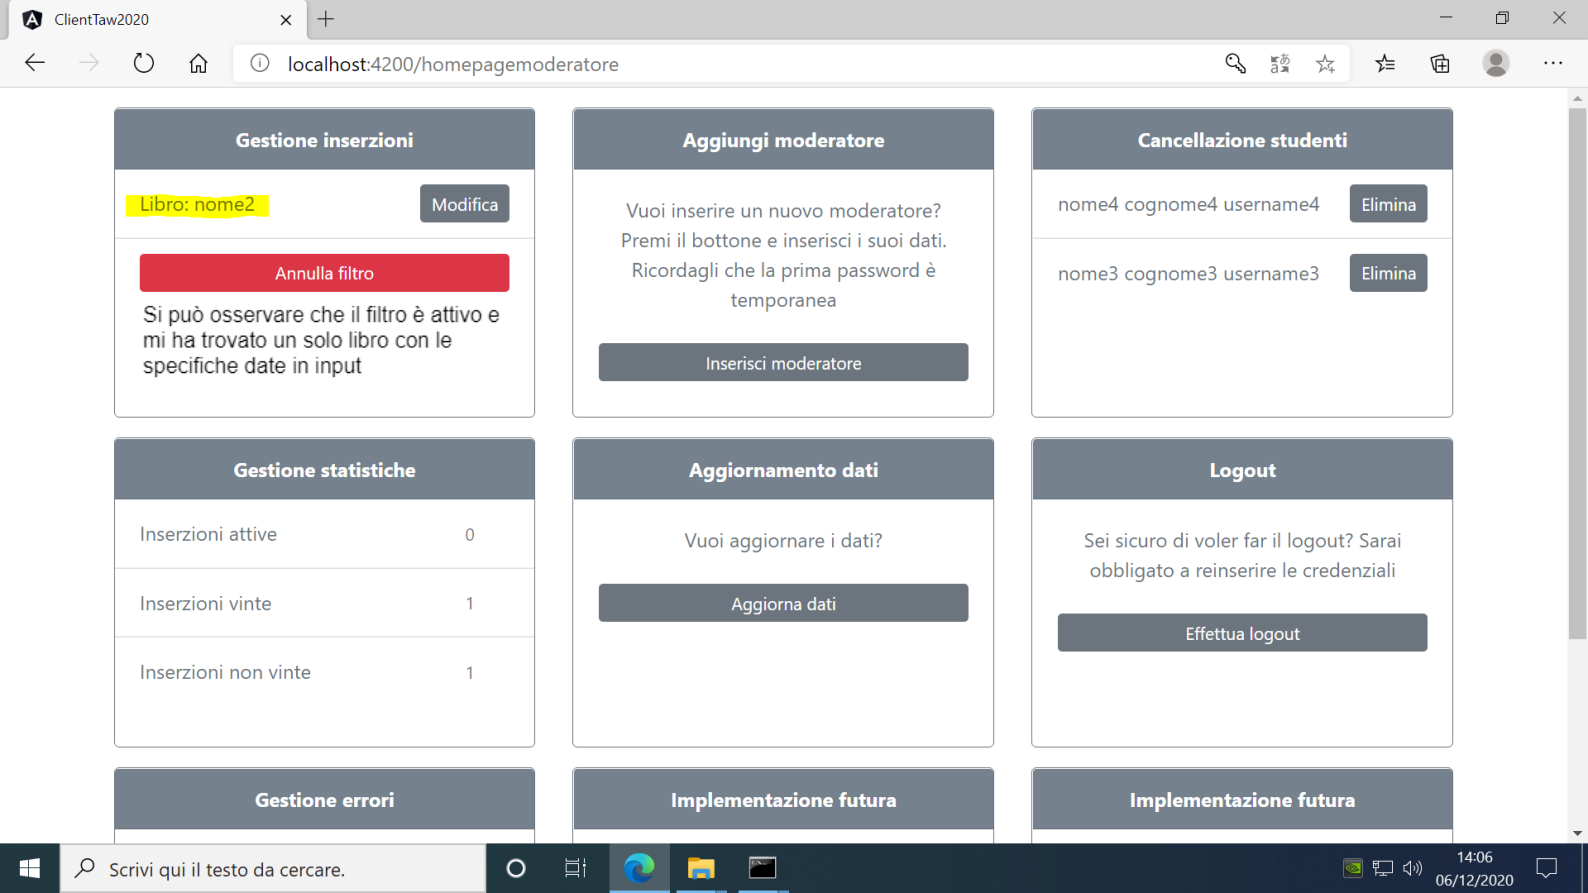 ClientTaw2020
localhost:4200/homepagemoderatore
Gestione inserzioni
Libro: nome2
Modifica
Annulla filtro
Si può osservare che il filtro è attivo e
mi ha trovato un solo libro con le
specifiche date in input
Aggiungi moderatore
Vuoi inserire un nuovo moderatore?
Premi il bottone e inserisci i suoi dati.
Ricordagli che la prima password è
temporanea
Inserisci moderatore
Cancellazione studenti
nome4 cognome4 username4
Elimina
nome3 cognome3 username3
Elimina
Gestione statistiche
Inserzioni attive 0
Inserzioni vinte 1
Inserzioni non vinte 1
Aggiornamento dati
Vuoi aggiornare i dati?
Aggiorna dati
Logout
Sei sicuro di voler far il logout? Sarai
obbligato a reinserire le credenziali
Effettua logout
Gestione errori
Implementazione futura
Implementazione futura
Scrivi qui il testo da cercare.
14:06
06/12/2020